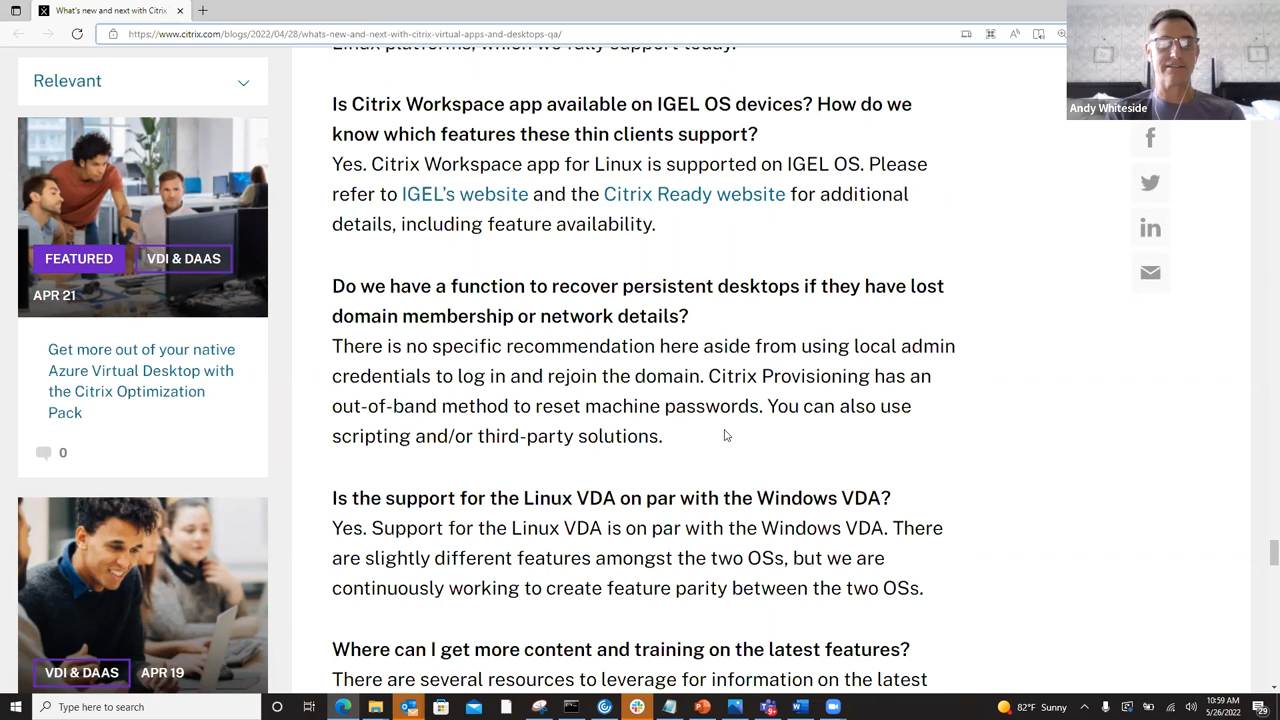 What's new and next with Citrix
https://www.citrix.com/blogs/2022/04/28/whats-new-and-next-with-citrix-virtual-apps-and-desktops-qa/
Andy Whiteside
Relevant
Linux platforms, which we fully support today.
Is Citrix Workspace app available on IGEL OS devices? How do we
know which features these thin clients support?
Yes. Citrix Workspace app for Linux is supported on IGEL OS. Please
refer to IGEL's website and the Citrix Ready website for additional
details, including feature availability.
Do we have a function to recover persistent desktops if they have lost
domain membership or network details?
There is no specific recommendation here aside from using local admin
credentials to log in and rejoin the domain. Citrix Provisioning has an
out-of-band method to reset machine passwords. You can also use
scripting and/or third-party solutions.
Is the support for the Linux VDA on par with the Windows VDA?
Yes. Support for the Linux VDA is on par with the Windows VDA. There
are slightly different features amongst the two OSs, but we are
continuously working to create feature parity between the two OSs.
Where can I get more content and training on the latest features?
There are several resources to leverage for information on the latest
FEATURED
VDI & DAAS
APR 21
Get more out of your native
Azure Virtual Desktop with
the Citrix Optimization
Pack
0
VDI & DAAS
APR 19
Type here to search
82°F Sunny
10:59 AM
5/26/2022
29